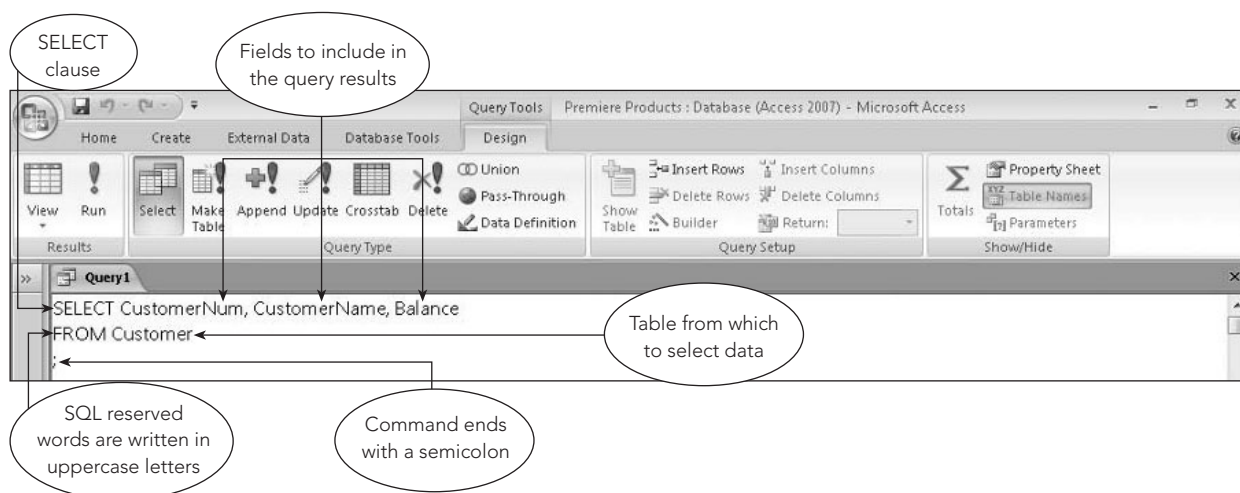 SELECT
clause
Fields to include in
the query results
Query Tools
Premiere Products : Database (Access 2007) - Microsoft Access
Home
Create
External Data
Database Tools
Design
View
Run
Select
Make
Table
Append
Update
Crosstab
Delete
Union
Pass-Through
Data Definition
Show
Table
Insert Rows
Delete Rows
Builder
Insert Columns
Delete Columns
Return:
Totals
Property Sheet
Table Names
Parameters
Results
Query Type
Query Setup
Show/Hide
Query1
SELECT CustomerNum, CustomerName, Balance
FROM Customer
;
Table from which
to select data
SQL reserved
words are written in
uppercase letters
Command ends
with a semicolon